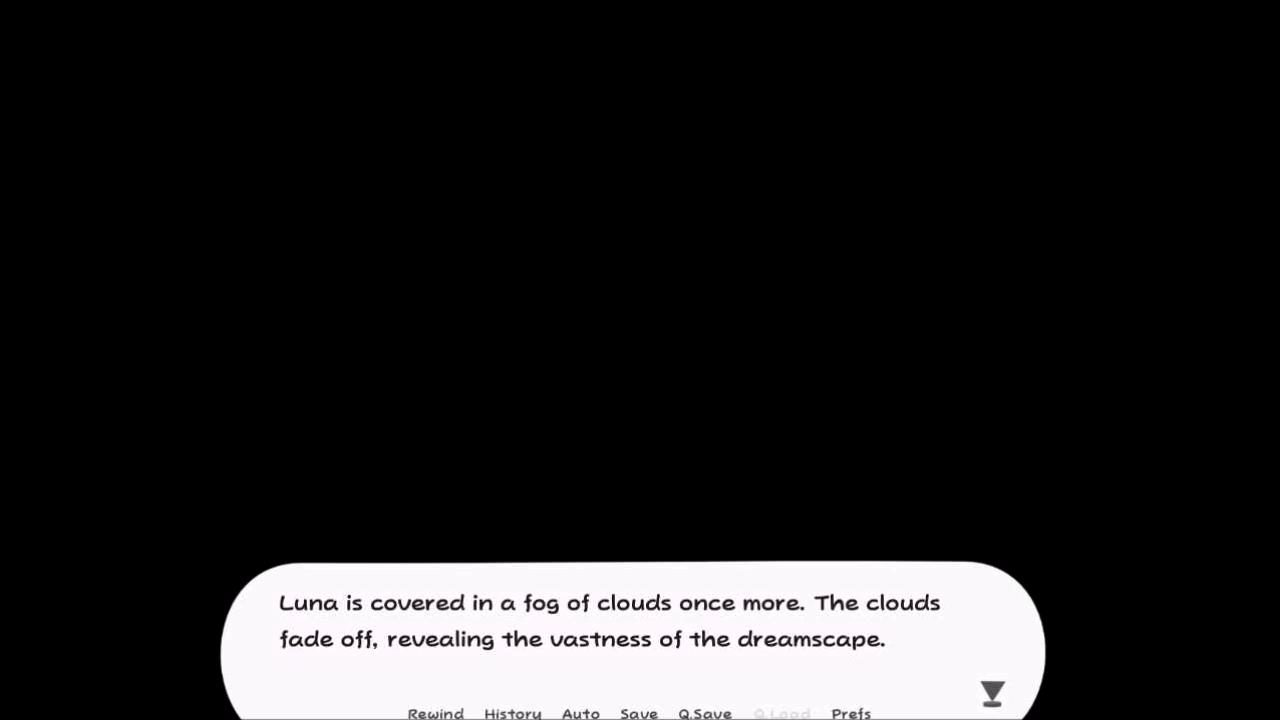 Luna is covered in a fog of clouds once more. The clouds
fade off, revealing the vastness of the dreamscape.
Rewind History Auto Save Q.Save Q.Load Prefs